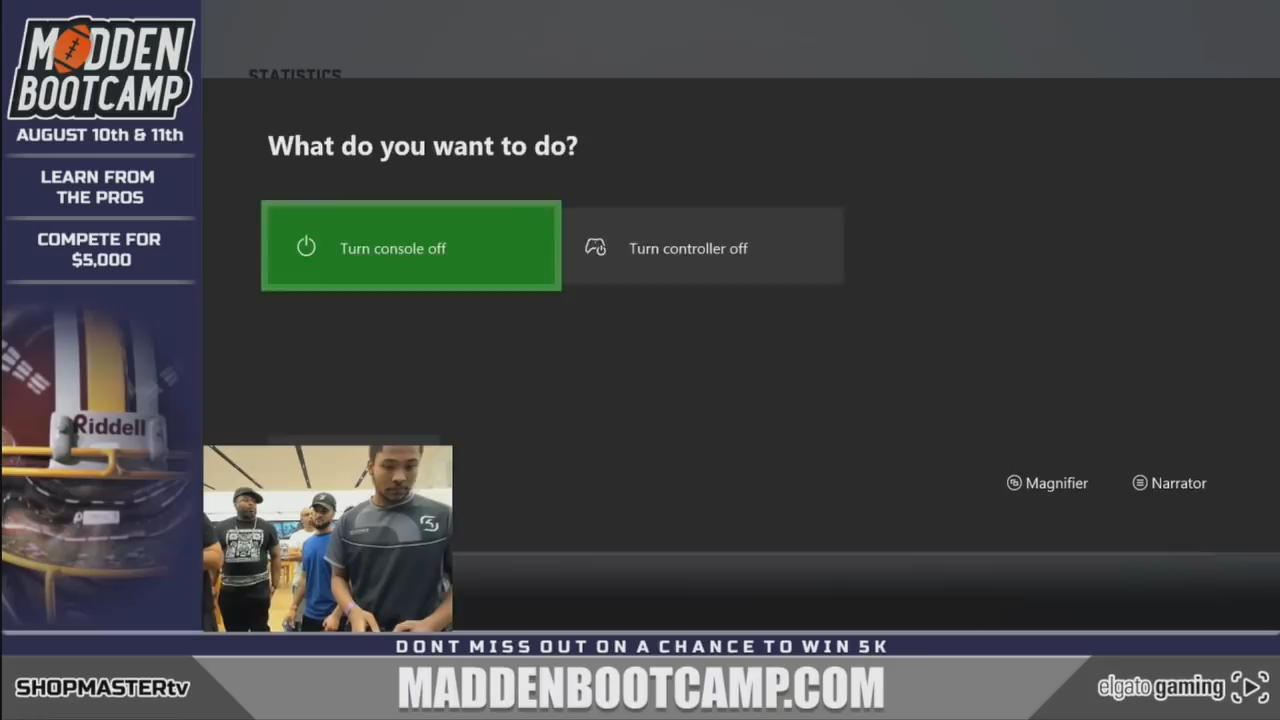 MADDEN
BOOTCAMP
AUGUST 10th & 11th
LEARN FROM
THE PROS
COMPETE FOR
$5,000
Riddell
STATISTICS
What do you want to do?
Turn console off
Turn controller off
Magnifier
Narrator
DONT MISS OUT ON A CHANCE TO WIN 5K
SHOPMASTERtv
MADDENBOOTCAMP.COM
elgato gaming